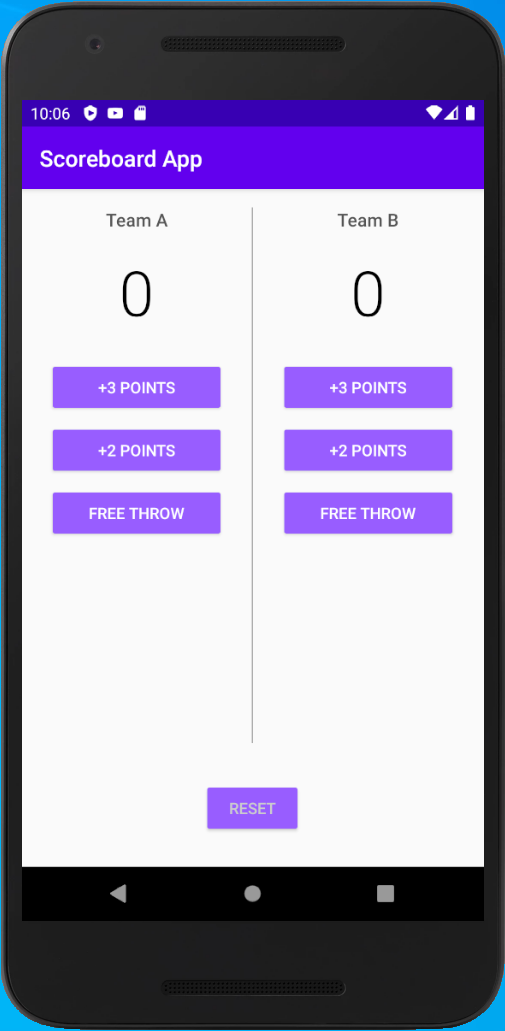 10:06
Scoreboard App
Team A
0
+3 POINTS
+2 POINTS
FREE THROW
Team B
0
+3 POINTS
+2 POINTS
FREE THROW
RESET